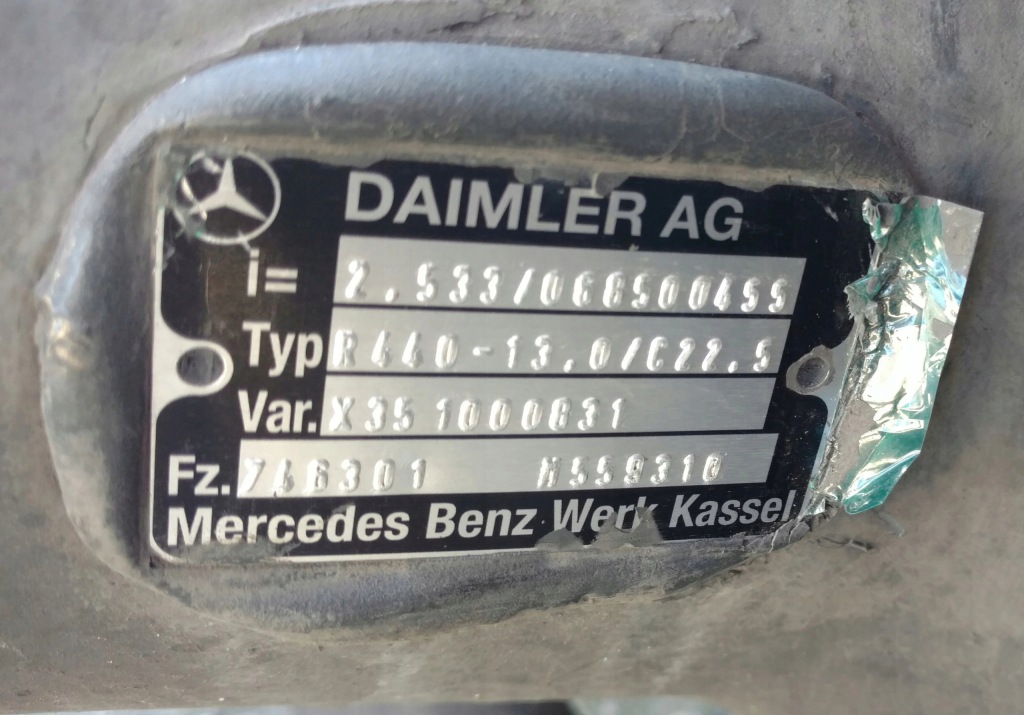 DAIMLER AG
i= 2.533/068500455
Typ R440-13.0/C22.5
Var. X35 1000831
Fz. 746301 N559310
Mercedes Benz Werk Kassel